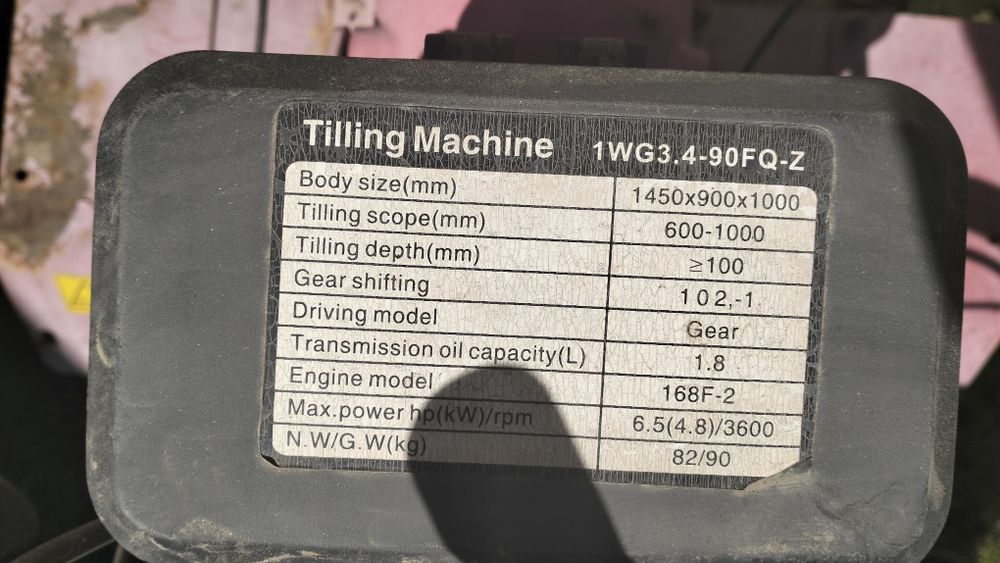 Tilling Machine 1WG3.4-90FQ-Z
Body size(mm) 1450x900x1000
Tilling scope(mm) 600-1000
Tilling depth(mm) ≥100
Gear shifting 1 0 2,-1
Driving model Gear
Transmission oil capacity(L) 1.8
Engine model 168F-2
Max.power hp(kW)/rpm 6.5(4.8)/3600
N.W/G.W(kg) 82/90